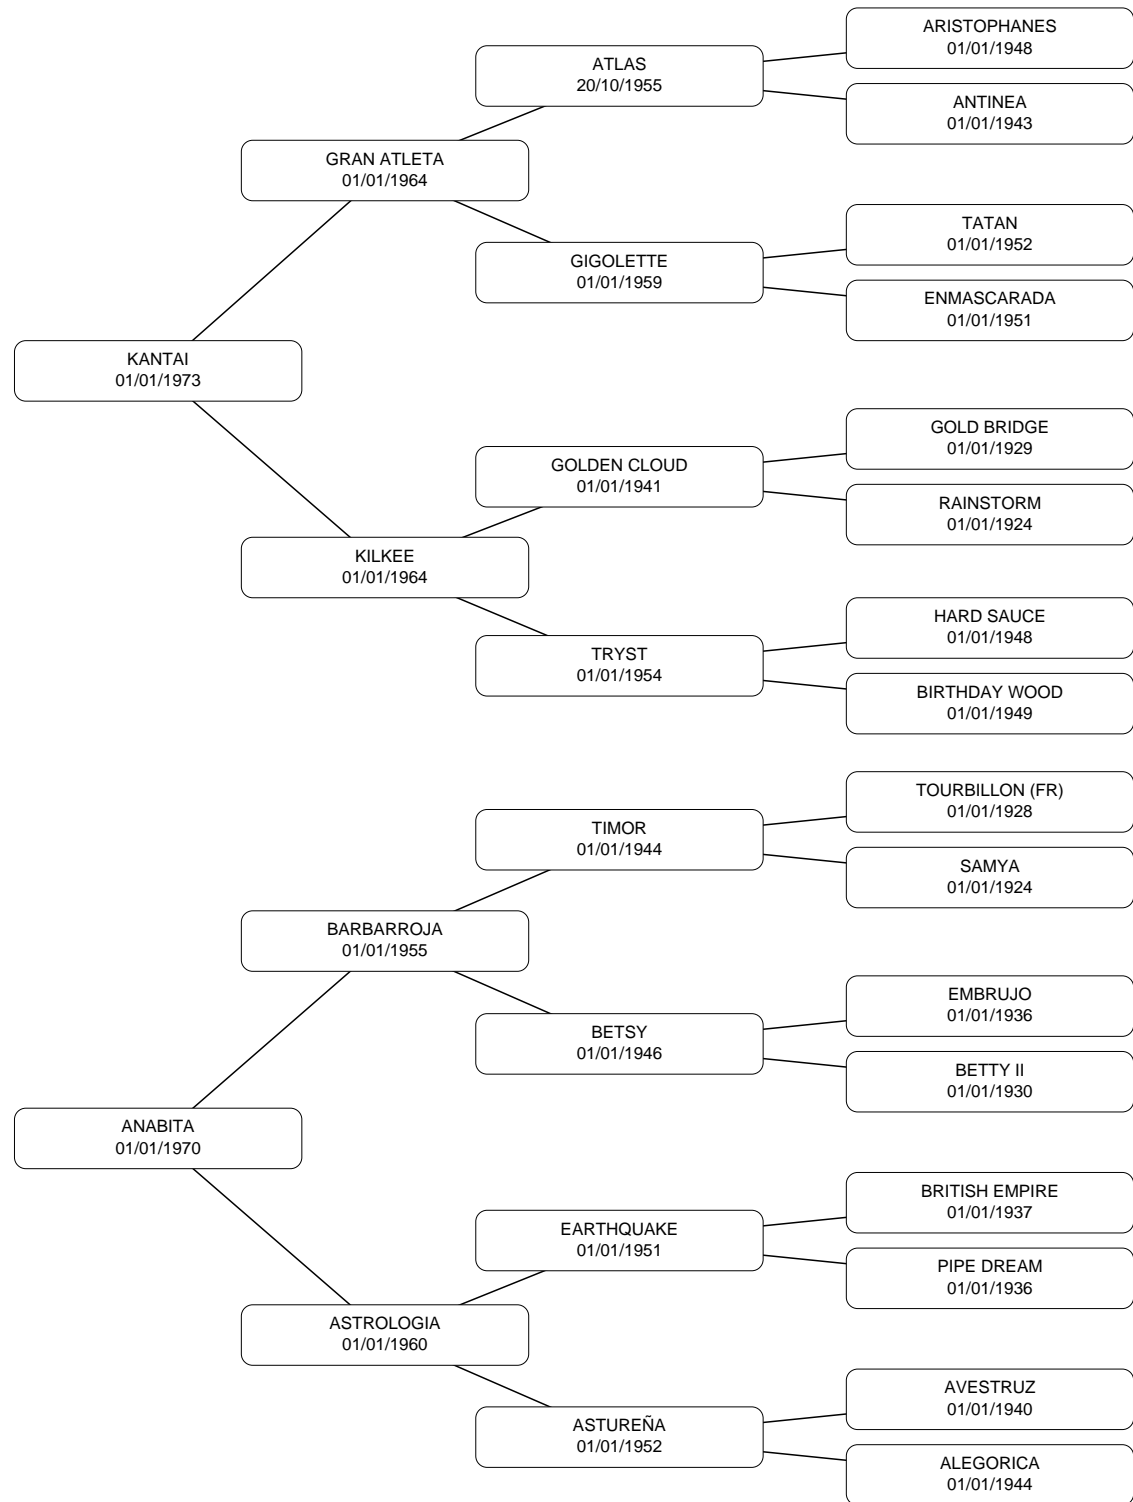 ARISTOPHANES
01/01/1948
ATLAS
20/10/1955
ANTINEA
01/01/1943
GRAN ATLETA
01/01/1964
TATAN
01/01/1952
GIGOLETTE
01/01/1959
ENMASCARADA
01/01/1951
KANTAI
01/01/1973
GOLD BRIDGE
01/01/1929
GOLDEN CLOUD
01/01/1941
RAINSTORM
01/01/1924
KILKEE
01/01/1964
HARD SAUCE
01/01/1948
TRYST
01/01/1954
BIRTHDAY WOOD
01/01/1949
TOURBILLON (FR)
01/01/1928
TIMOR
01/01/1944
SAMYA
01/01/1924
BARBARROJA
01/01/1955
EMBRUJO
01/01/1936
BETSY
01/01/1946
BETTY II
01/01/1930
ANABITA
01/01/1970
BRITISH EMPIRE
01/01/1937
EARTHQUAKE
01/01/1951
PIPE DREAM
01/01/1936
ASTROLOGIA
01/01/1960
AVESTRUZ
01/01/1940
ASTUREÑA
01/01/1952
ALEGORICA
01/01/1944